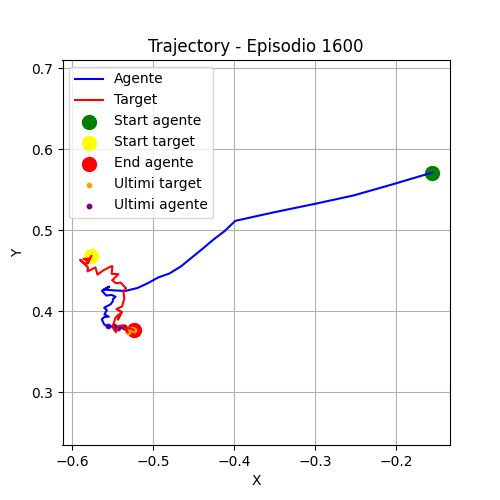 Trajectory - Episodio 1600
Agente
Target
Start agente
Start target
End agente
Ultimi target
Ultimi agente
Y
0.7
0.6
0.5
0.4
0.3
−0.6
−0.5
−0.4
−0.3
−0.2
X